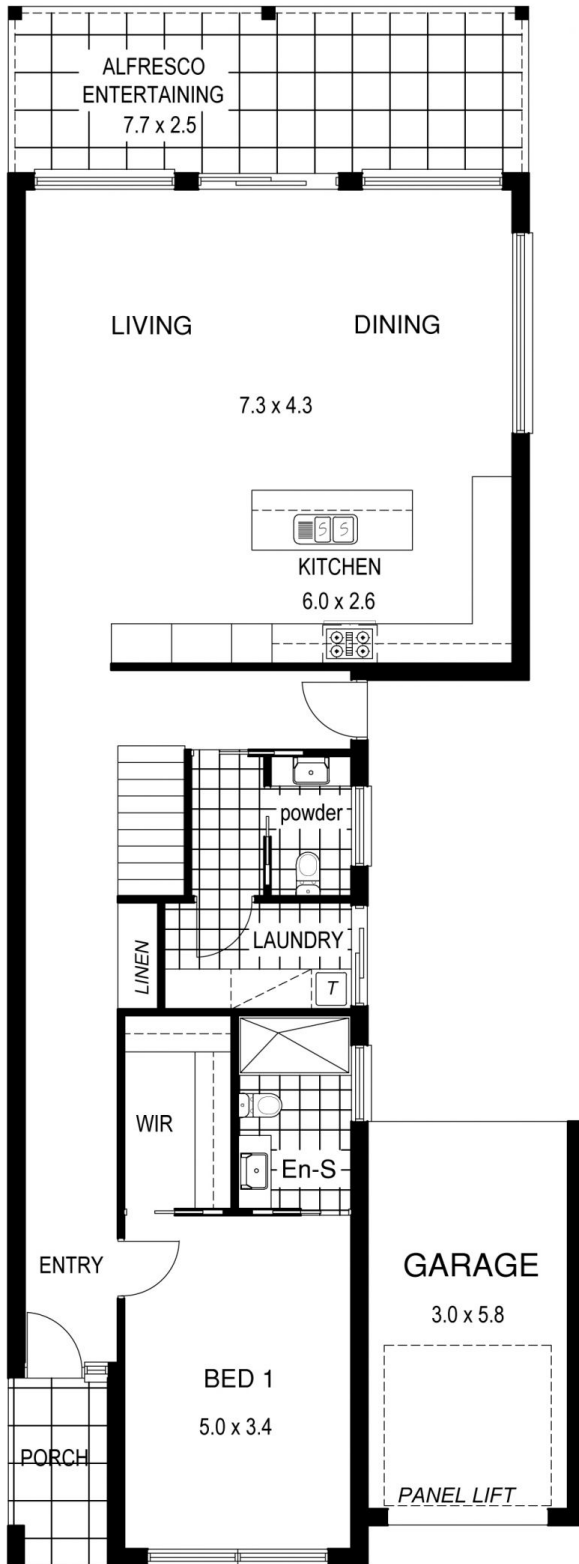 ALFRESCO
ENTERTAINING
7.7 x 2.5
LIVING
DINING
7.3 x 4.3
KITCHEN
6.0 x 2.6
powder
LAUNDRY
LINEN
T
WIR
En-S
ENTRY
GARAGE
3.0 x 5.8
BED 1
5.0 x 3.4
PORCH
PANEL LIFT